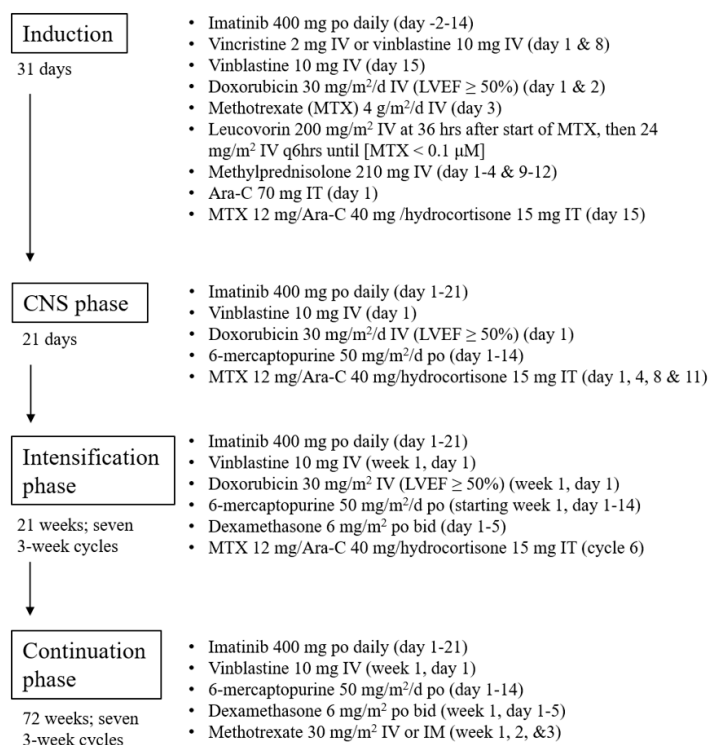 Induction
31 days
• Imatinib 400 mg po daily (day -2-14)
• Vincristine 2 mg IV or vinblastine 10 mg IV (day 1 & 8)
• Vinblastine 10 mg IV (day 15)
• Doxorubicin 30 mg/m²/d IV (LVEF ≥ 50%) (day 1 & 2)
• Methotrexate (MTX) 4 g/m²/d IV (day 3)
• Leucovorin 200 mg/m² IV at 36 hrs after start of MTX, then 24
mg/m² IV q6hrs until [MTX < 0.1 μM]
• Methylprednisolone 210 mg IV (day 1-4 & 9-12)
• Ara-C 70 mg IT (day 1)
• MTX 12 mg/Ara-C 40 mg /hydrocortisone 15 mg IT (day 15)
CNS phase
21 days
• Imatinib 400 mg po daily (day 1-21)
• Vinblastine 10 mg IV (day 1)
• Doxorubicin 30 mg/m²/d IV (LVEF ≥ 50%) (day 1)
• 6-mercaptopurine 50 mg/m²/d po (day 1-14)
• MTX 12 mg/Ara-C 40 mg/hydrocortisone 15 mg IT (day 1, 4, 8 & 11)
Intensification
phase
21 weeks; seven
3-week cycles
• Imatinib 400 mg po daily (day 1-21)
• Vinblastine 10 mg IV (week 1, day 1)
• Doxorubicin 30 mg/m² IV (LVEF ≥ 50%) (week 1, day 1)
• 6-mercaptopurine 50 mg/m²/d po (starting week 1, day 1-14)
• Dexamethasone 6 mg/m² po bid (day 1-5)
• MTX 12 mg/Ara-C 40 mg/hydrocortisone 15 mg IT (cycle 6)
Continuation
phase
72 weeks; seven
3-week cycles
• Imatinib 400 mg po daily (day 1-21)
• Vinblastine 10 mg IV (week 1, day 1)
• 6-mercaptopurine 50 mg/m²/d po (day 1-14)
• Dexamethasone 6 mg/m² po bid (week 1, day 1-5)
• Methotrexate 30 mg/m² IV or IM (week 1, 2, &3)